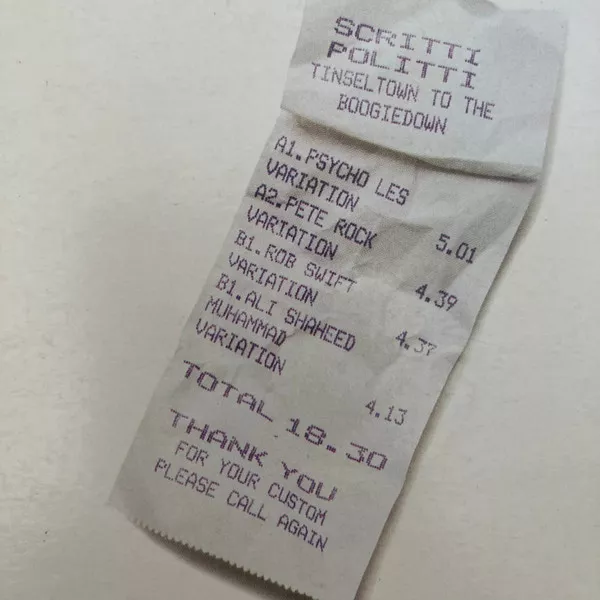 SCRITTI
POLITTI
TINSELTOWN TO THE
BOOGIEDOWN
A1.PSYCHO LES
VARIATION 5.01
A2.PETE ROCK
VARIATION 4.39
B1.ROB SWIFT
VARIATION 4.37
B1.ALI SHAHEED
MUHAMMAD
VARIATION 4.13
TOTAL 18.30
THANK YOU
FOR YOUR CUSTOM
PLEASE CALL AGAIN